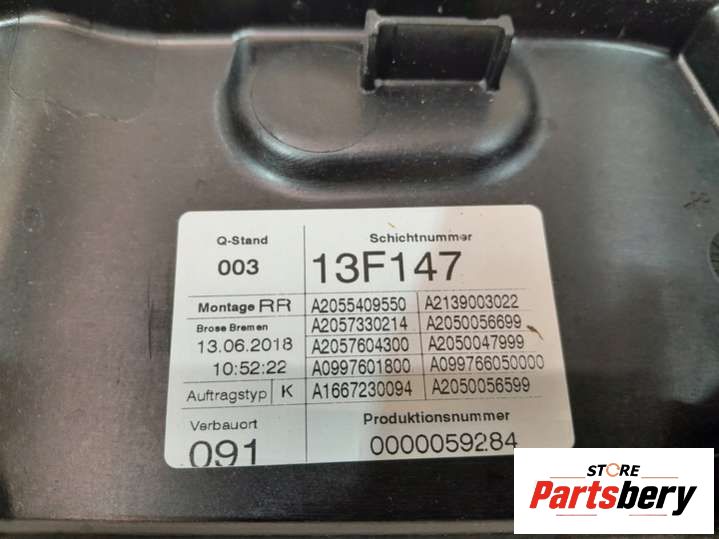 Q-Stand Schichtnummer
003 13F147
Montage RR A2055409550 A2139003022
Brose Bremen A2057330214 A2050056699
13.06.2018 A2057604300 A2050047999
10:52:22 A0997601800 A099766050000
Auftragstyp K A1667230094 A2050056599
Verbauort Produktionsnummer
091 0000059284
STORE
Partsbery